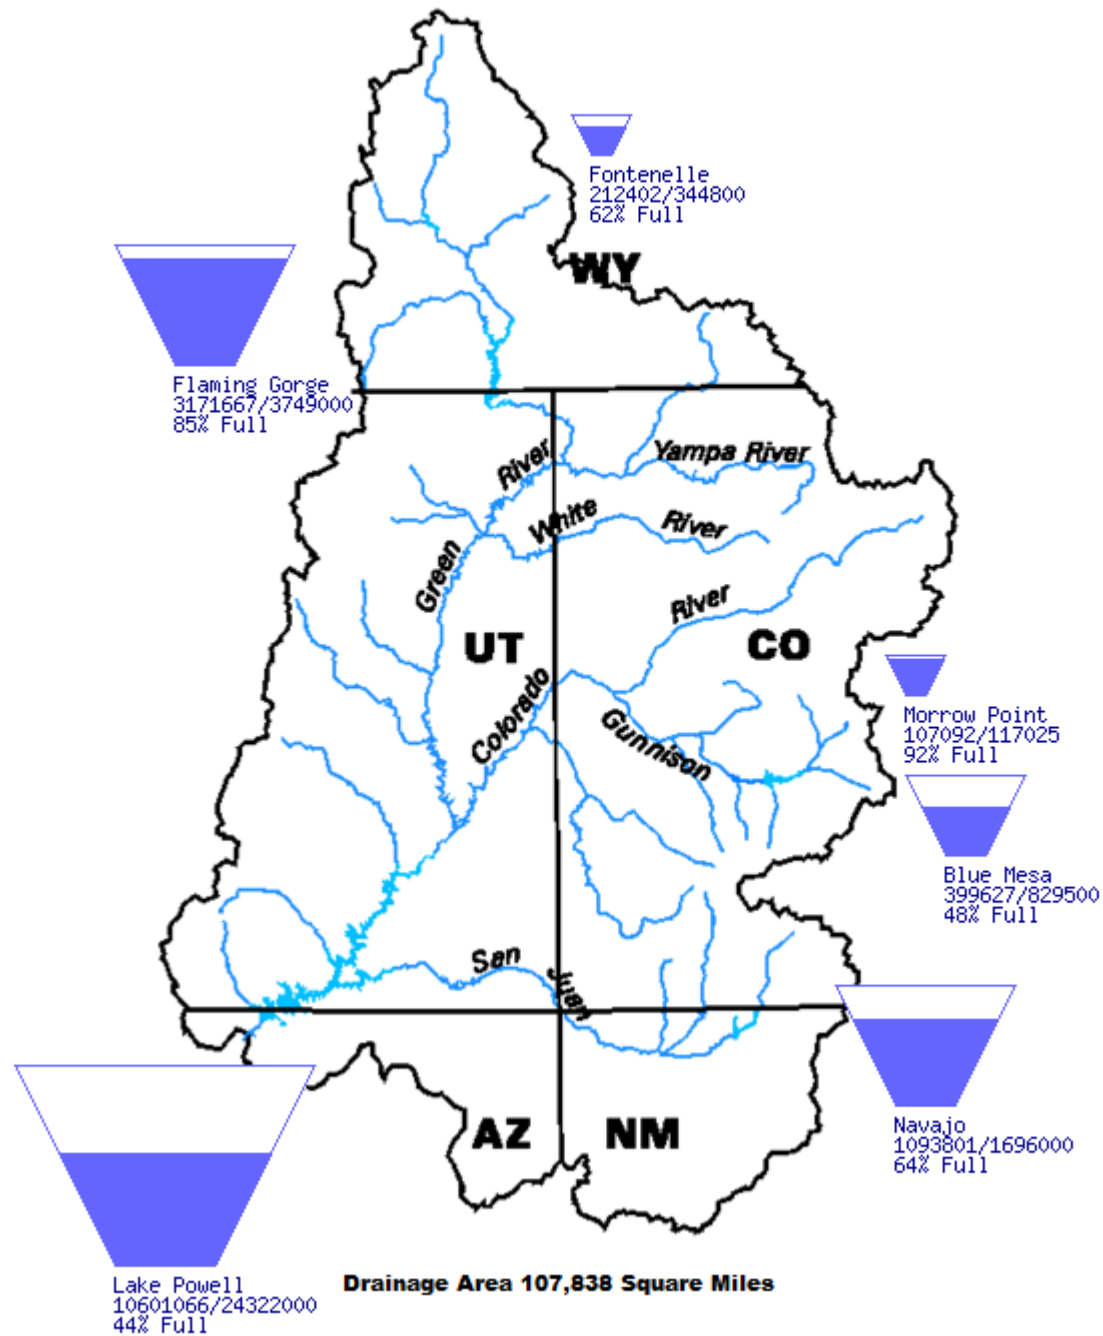 Fontenelle
212402/344800
62% Full
WY
Flaming Gorge
3171667/3749000
85% Full
Yampa River
River
White
River
Green
River
UT
CO
Colorado
Gunnison
Morrow Point
107092/117025
92% Full
Blue Mesa
399627/829500
48% Full
San
Juan
Navajo
1093801/1696000
64% Full
AZ
NM
Lake Powell
10601066/24322000
44% Full
Drainage Area 107,838 Square Miles